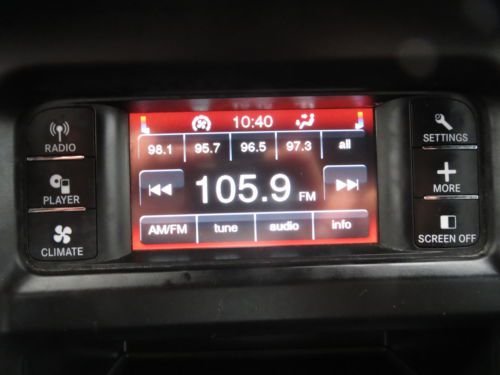 10:40
98.1 95.7 96.5 97.3 all
105.9 FM
AM/FM tune audio info
RADIO
PLAYER
CLIMATE
SETTINGS
MORE
SCREEN OFF